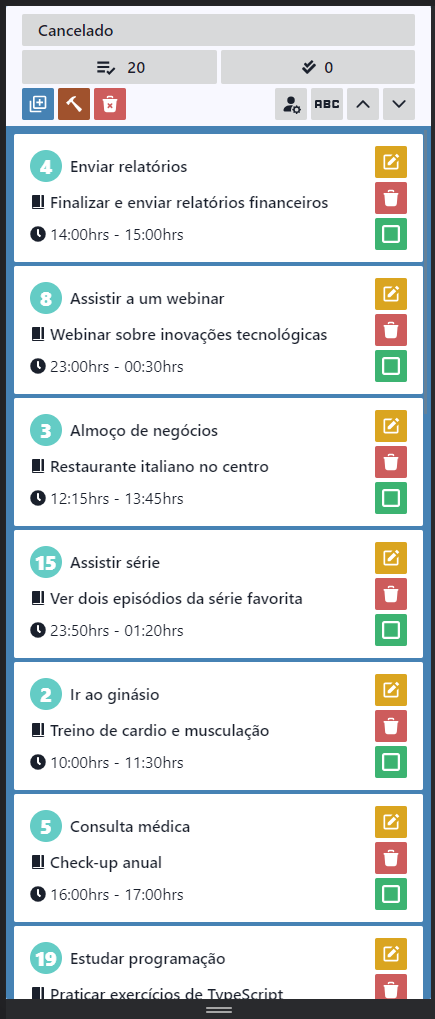 Cancelado
20
0
ABC
4 Enviar relatórios
Finalizar e enviar relatórios financeiros
14:00hrs - 15:00hrs
8 Assistir a um webinar
Webinar sobre inovações tecnológicas
23:00hrs - 00:30hrs
3 Almoço de negócios
Restaurante italiano no centro
12:15hrs - 13:45hrs
15 Assistir série
Ver dois episódios da série favorita
23:50hrs - 01:20hrs
2 Ir ao ginásio
Treino de cardio e musculação
10:00hrs - 11:30hrs
5 Consulta médica
Check-up anual
16:00hrs - 17:00hrs
19 Estudar programação
Praticar exercícios de TypeScript